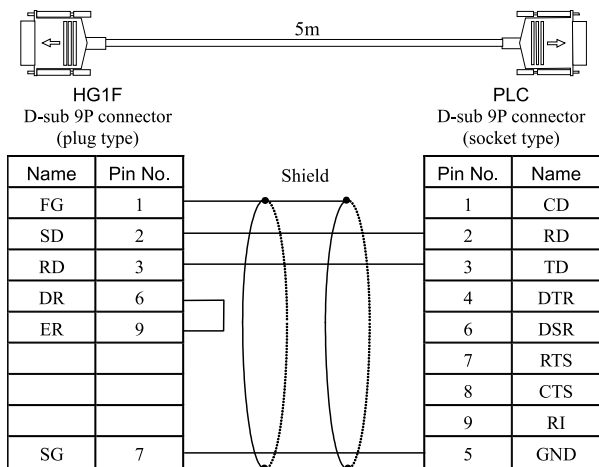 5m
HG1F
D-sub 9P connector
(plug type)
PLC
D-sub 9P connector
(socket type)
Name Pin No.
Shield
Pin No. Name
FG 1
1 CD
SD 2
2 RD
RD 3
3 TD
DR 6
4 DTR
ER 9
6 DSR
7 RTS
8 CTS
9 RI
SG 7
5 GND